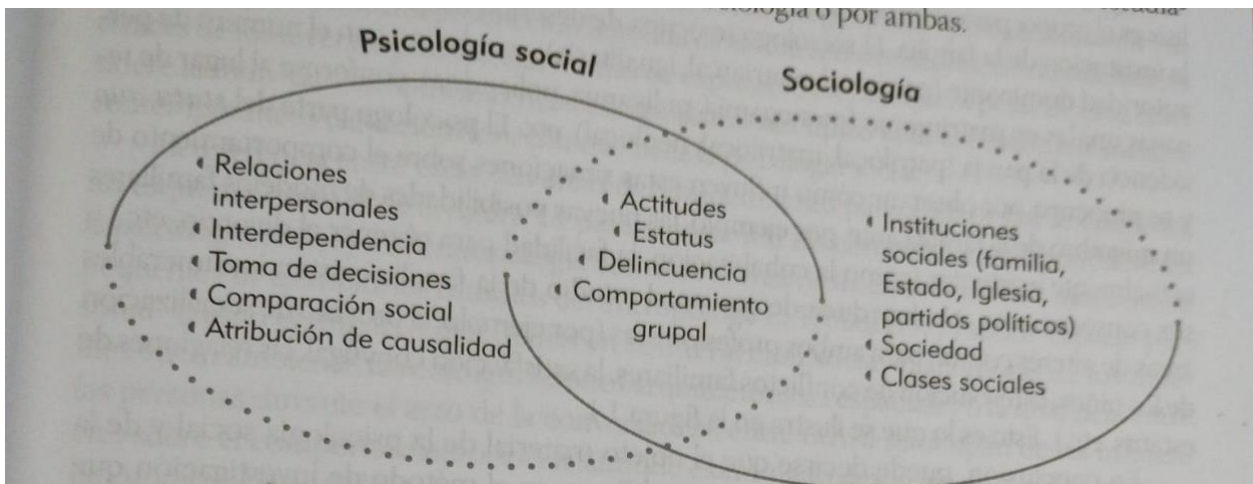 o por ambas.
Psicología social
Sociología
Relaciones
interpersonales
Interdependencia
Toma de decisiones
Comparación social
Atribución de causalidad
Actitudes
Estatus
Delincuencia
Comportamiento
grupal
Instituciones
sociales (familia,
Estado, Iglesia,
partidos políticos)
Sociedad
Clases sociales